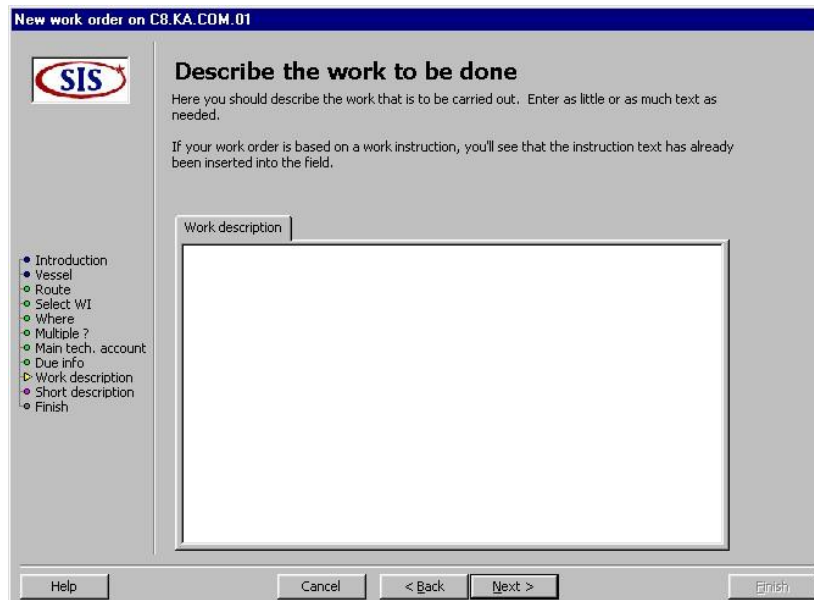 New work order on C8.KA.COM.01
SIS
Describe the work to be done
Here you should describe the work that is to be carried out. Enter as little or as much text as
needed.
If your work order is based on a work instruction, you'll see that the instruction text has already
been inserted into the field.
Work description
Introduction
Vessel
Route
Select WI
Where
Multiple ?
Main tech. account
Due info
Work description
Short description
Finish
Help
Cancel
< Back
Next >
Finish